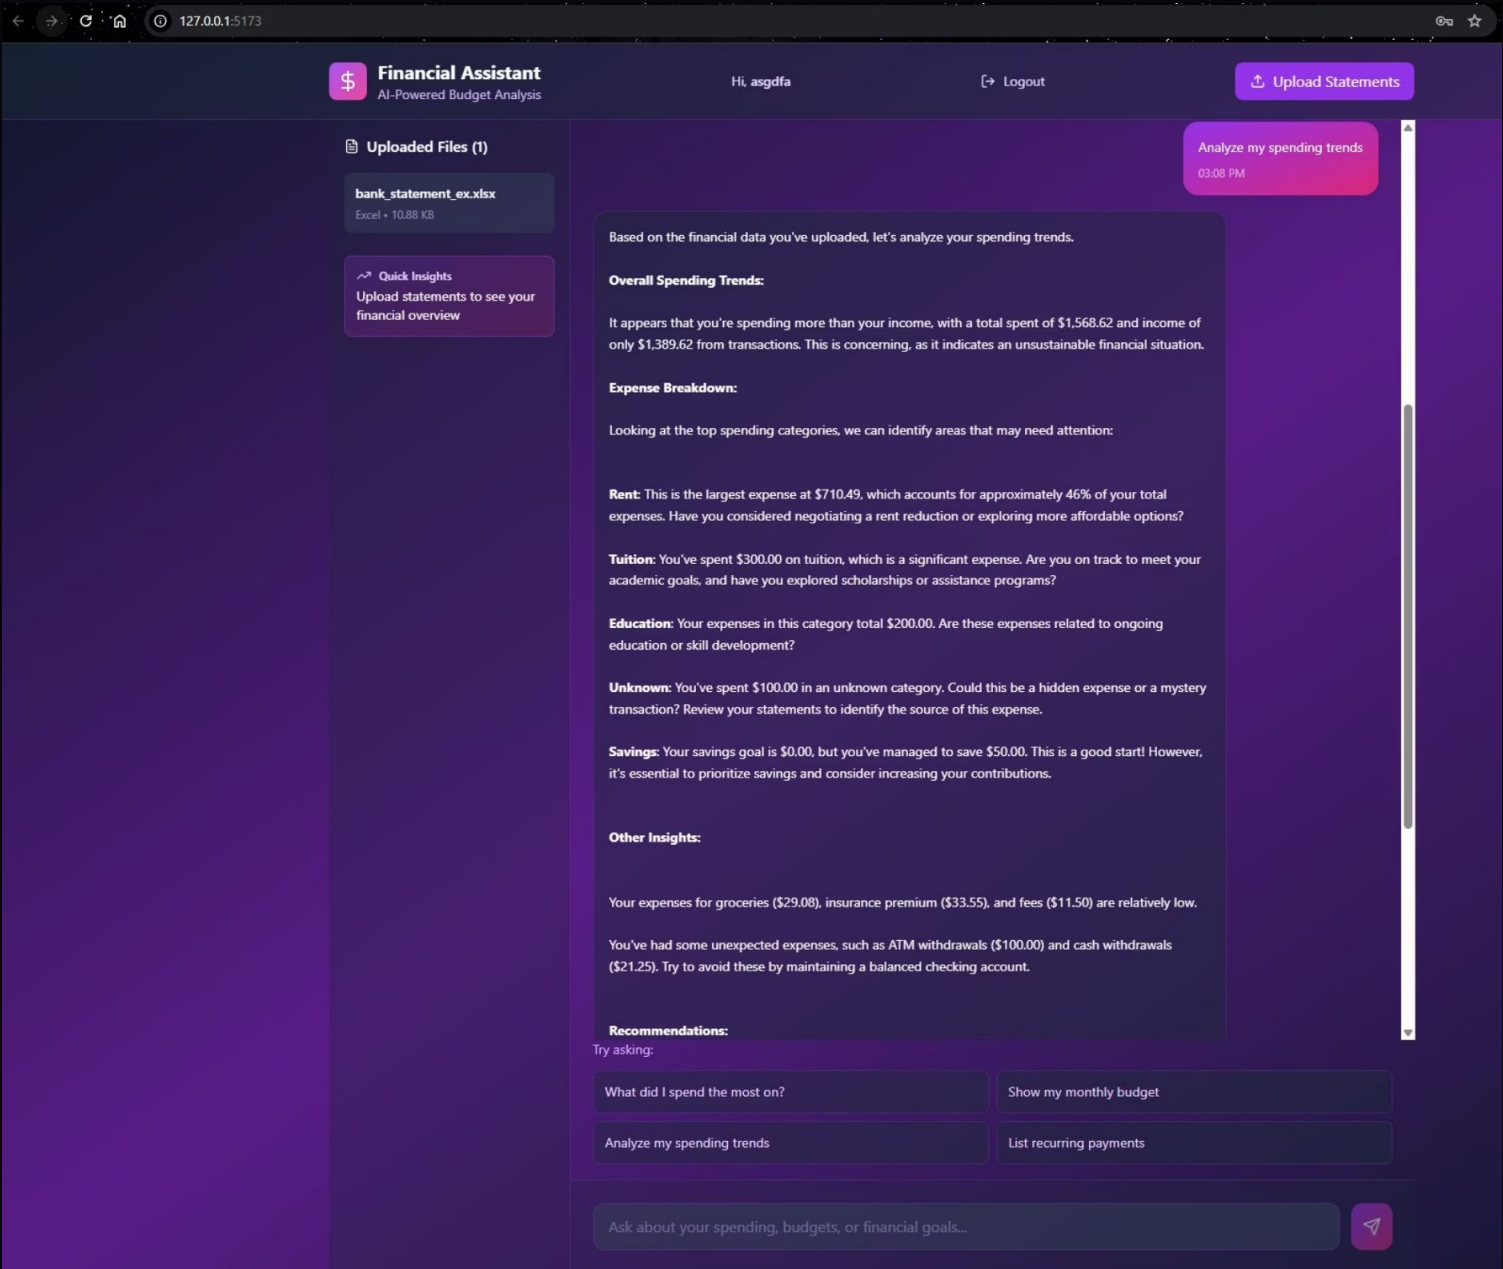 127.0.0.1:5173
Financial Assistant
AI-Powered Budget Analysis
Hi, asgdfa
Logout
Upload Statements
Uploaded Files (1)
bank_statement_ex.xlsx
Excel • 10.88 KB
Quick Insights
Upload statements to see your
financial overview
Analyze my spending trends
03:08 PM
Based on the financial data you've uploaded, let's analyze your spending trends.
Overall Spending Trends:
It appears that you're spending more than your income, with a total spent of $1,568.62 and income of
only $1,389.62 from transactions. This is concerning, as it indicates an unsustainable financial situation.
Expense Breakdown:
Looking at the top spending categories, we can identify areas that may need attention:
Rent: This is the largest expense at $710.49, which accounts for approximately 46% of your total
expenses. Have you considered negotiating a rent reduction or exploring more affordable options?
Tuition: You've spent $300.00 on tuition, which is a significant expense. Are you on track to meet your
academic goals, and have you explored scholarships or assistance programs?
Education: Your expenses in this category total $200.00. Are these expenses related to ongoing
education or skill development?
Unknown: You've spent $100.00 in an unknown category. Could this be a hidden expense or a mystery
transaction? Review your statements to identify the source of this expense.
Savings: Your savings goal is $0.00, but you've managed to save $50.00. This is a good start! However,
it's essential to prioritize savings and consider increasing your contributions.
Other Insights:
Your expenses for groceries ($29.08), insurance premium ($33.55), and fees ($11.50) are relatively low.
You've had some unexpected expenses, such as ATM withdrawals ($100.00) and cash withdrawals
($21.25). Try to avoid these by maintaining a balanced checking account.
Recommendations:
Try asking:
What did I spend the most on?
Show my monthly budget
Analyze my spending trends
List recurring payments
Ask about your spending, budgets, or financial goals...